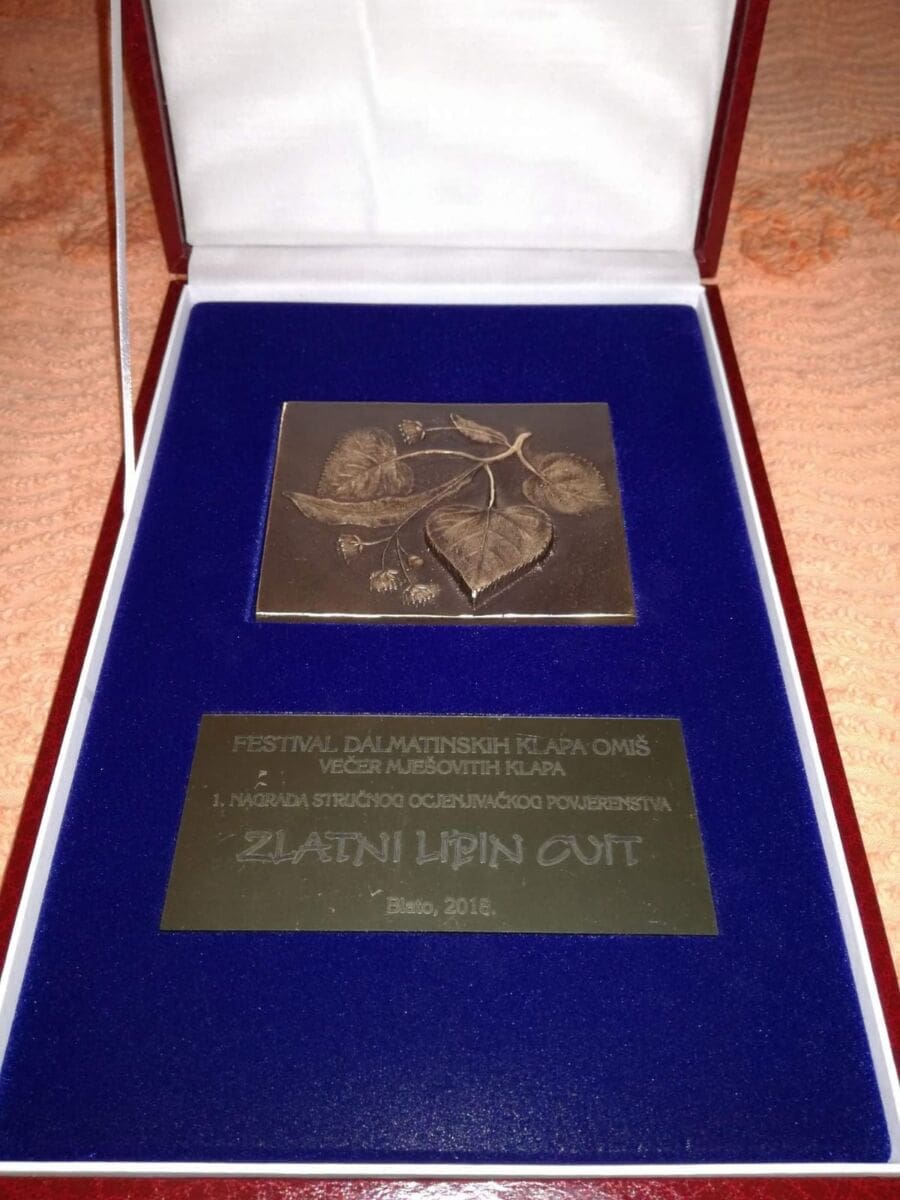 FESTIVAL DALMATINSKIH KLAPA OMIŠ
VEČER MJEŠOVITIH KLAPA
1. NAGRADA STRUČNOG OCJENJIVAČKOG POVJERENSTVA
ZLATNI LIPIN CVIT
Blato, 2018.